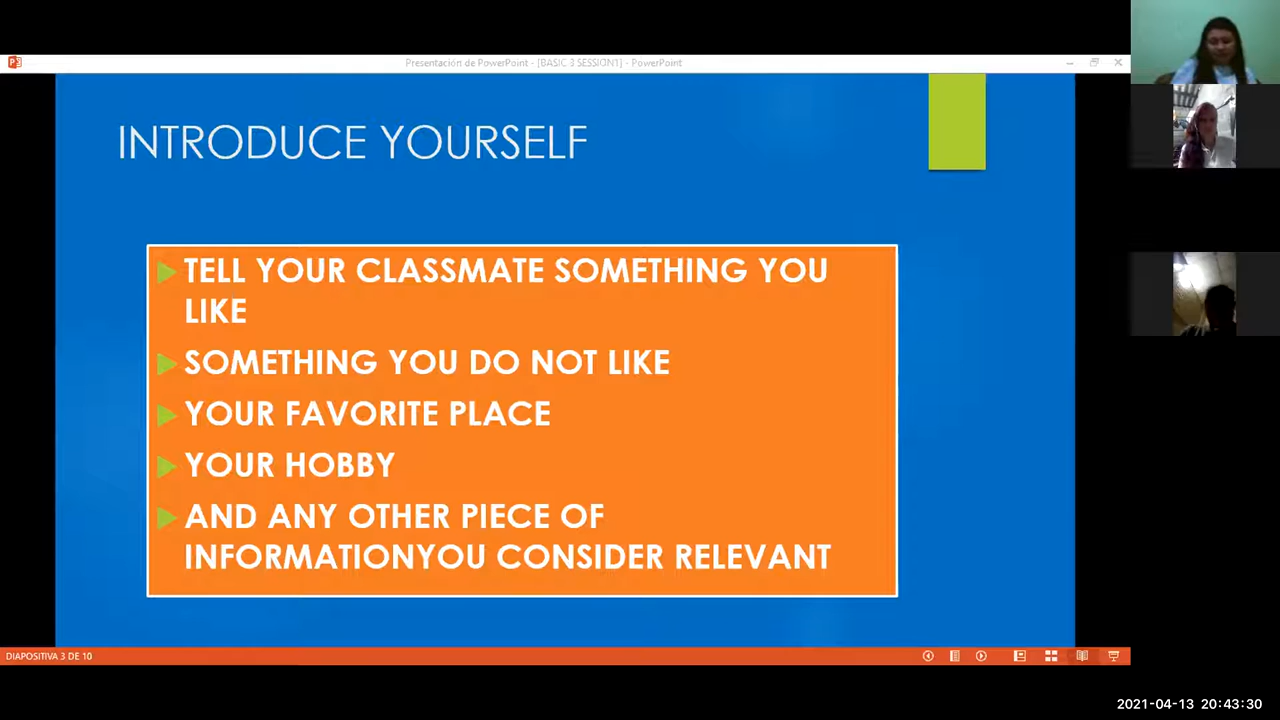 Presentación de PowerPoint - [BASIC 3 SESSION1] - PowerPoint
INTRODUCE YOURSELF
TELL YOUR CLASSMATE SOMETHING YOU
LIKE
SOMETHING YOU DO NOT LIKE
YOUR FAVORITE PLACE
YOUR HOBBY
AND ANY OTHER PIECE OF
INFORMATIONYOU CONSIDER RELEVANT
DIAPOSITIVA 3 DE 10
2021-04-13 20:43:30